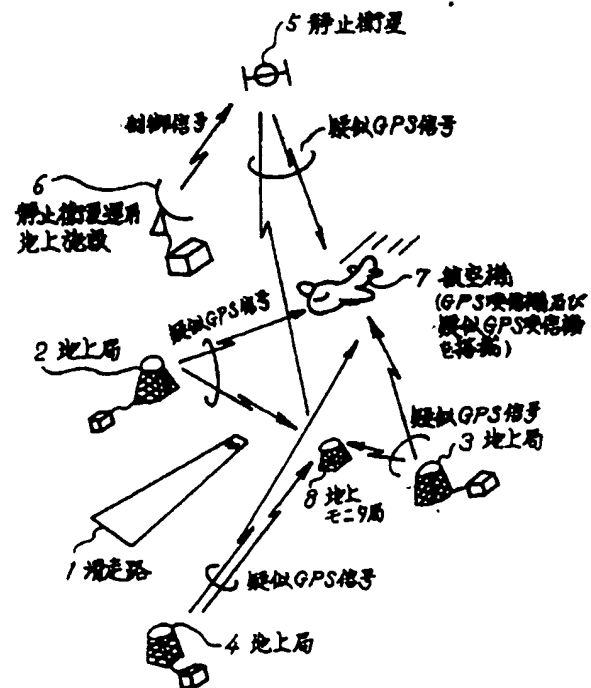 5 静止衛星
制御信号
疑似GPS信号
6
静止衛星運用
地上施設
7 航空機
(GPS受信機及び
疑似GPS受信機
を搭載)
疑似GPS信号
2 地上局
疑似GPS信号
3 地上局
8 地上
モニタ局
1 滑走路
疑似GPS信号
4 地上局